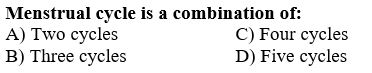 Menstrual cycle is a combination of:
A) Two cycles C) Four cycles
B) Three cycles D) Five cycles